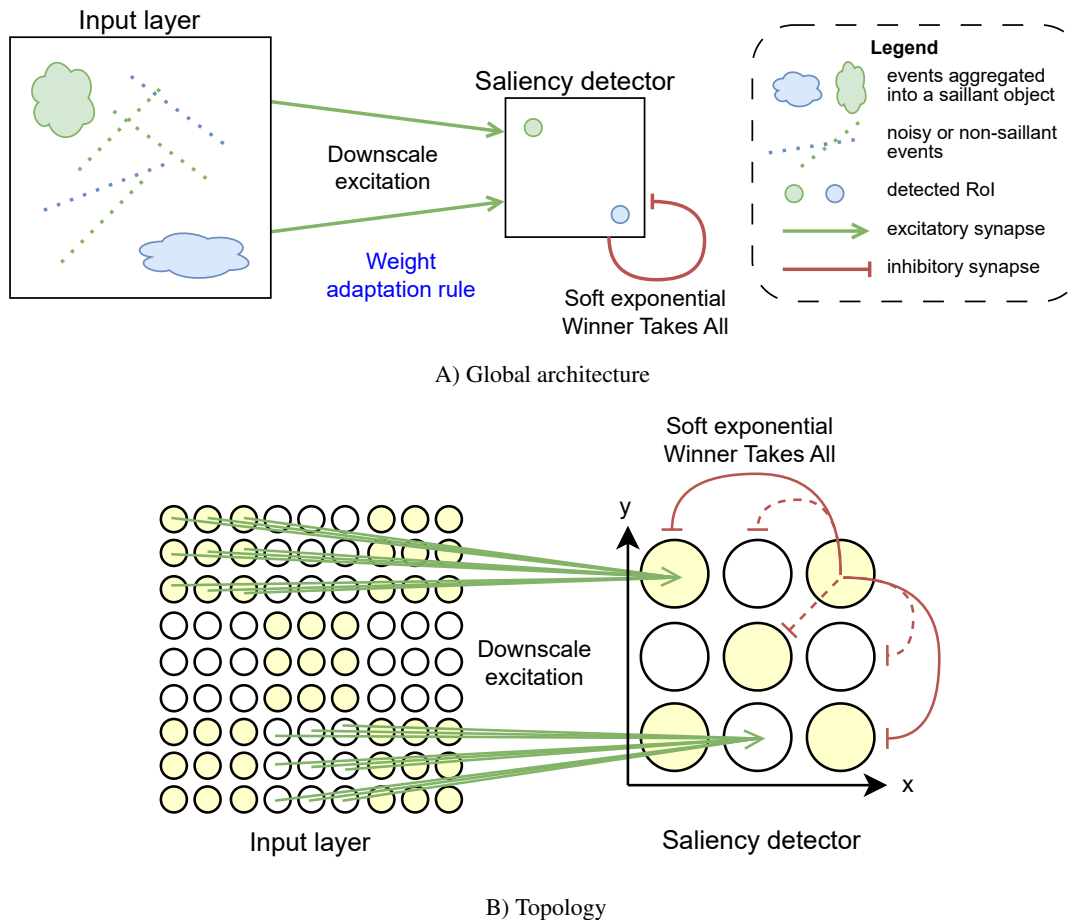 Input layer
Saliency detector
Downscale
excitation
Weight
adaptation rule
Soft exponential
Winner Takes All
Legend
events aggregated
into a saillant object
noisy or non-saillant
events
detected RoI
excitatory synapse
inhibitory synapse
A) Global architecture
Soft exponential
Winner Takes All
y
Downscale
excitation
x
Input layer
Saliency detector
B) Topology